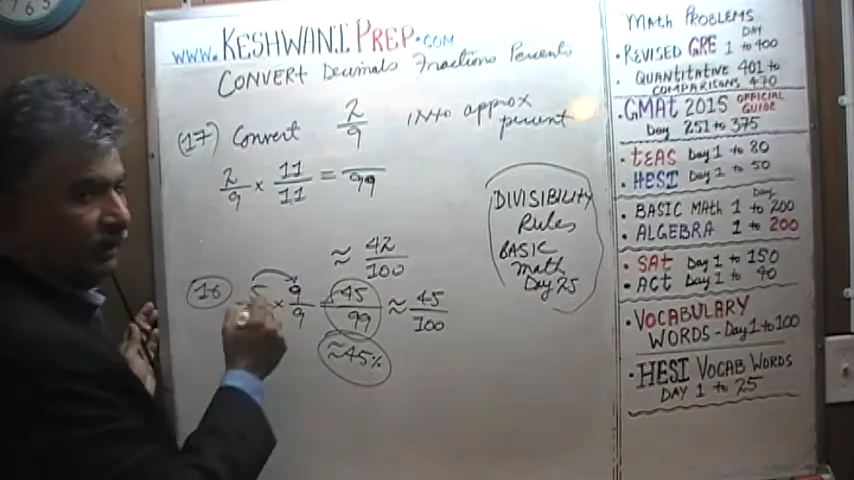 www.KESHWANI PREP.COM
CONVERT Decimals Fractions Percents
(17) Convert 2/9 INto approx percent
2/9 × 11/11 = /99
≈ 42/100
(16) 5 × 9/9 = 45/99 ≈ 45/100
≈45%
DIVISIBILITY
Rules
BASIC
Math
Day 25
MATH PROBLEMS
DAY
• REVISED GRE 1 to 400
• QUANTITATIVE 401 to
COMPARISONS 470
GMAT 2015 OFFICIAL GUIDE
Day 251 to 375
• tEAS Day 1 to 80
• HESI Day 1 to 50
Day
• BASIC MAth 1 to 200
• ALGEBRA 1 to 200
• SAt Day 1 to 150
• ACt Day 1 to 90
• VOCABULARY
WORDS - Day 1 to 100
• HESI VOCAB WORDS
DAY 1 to 25
7 6 5